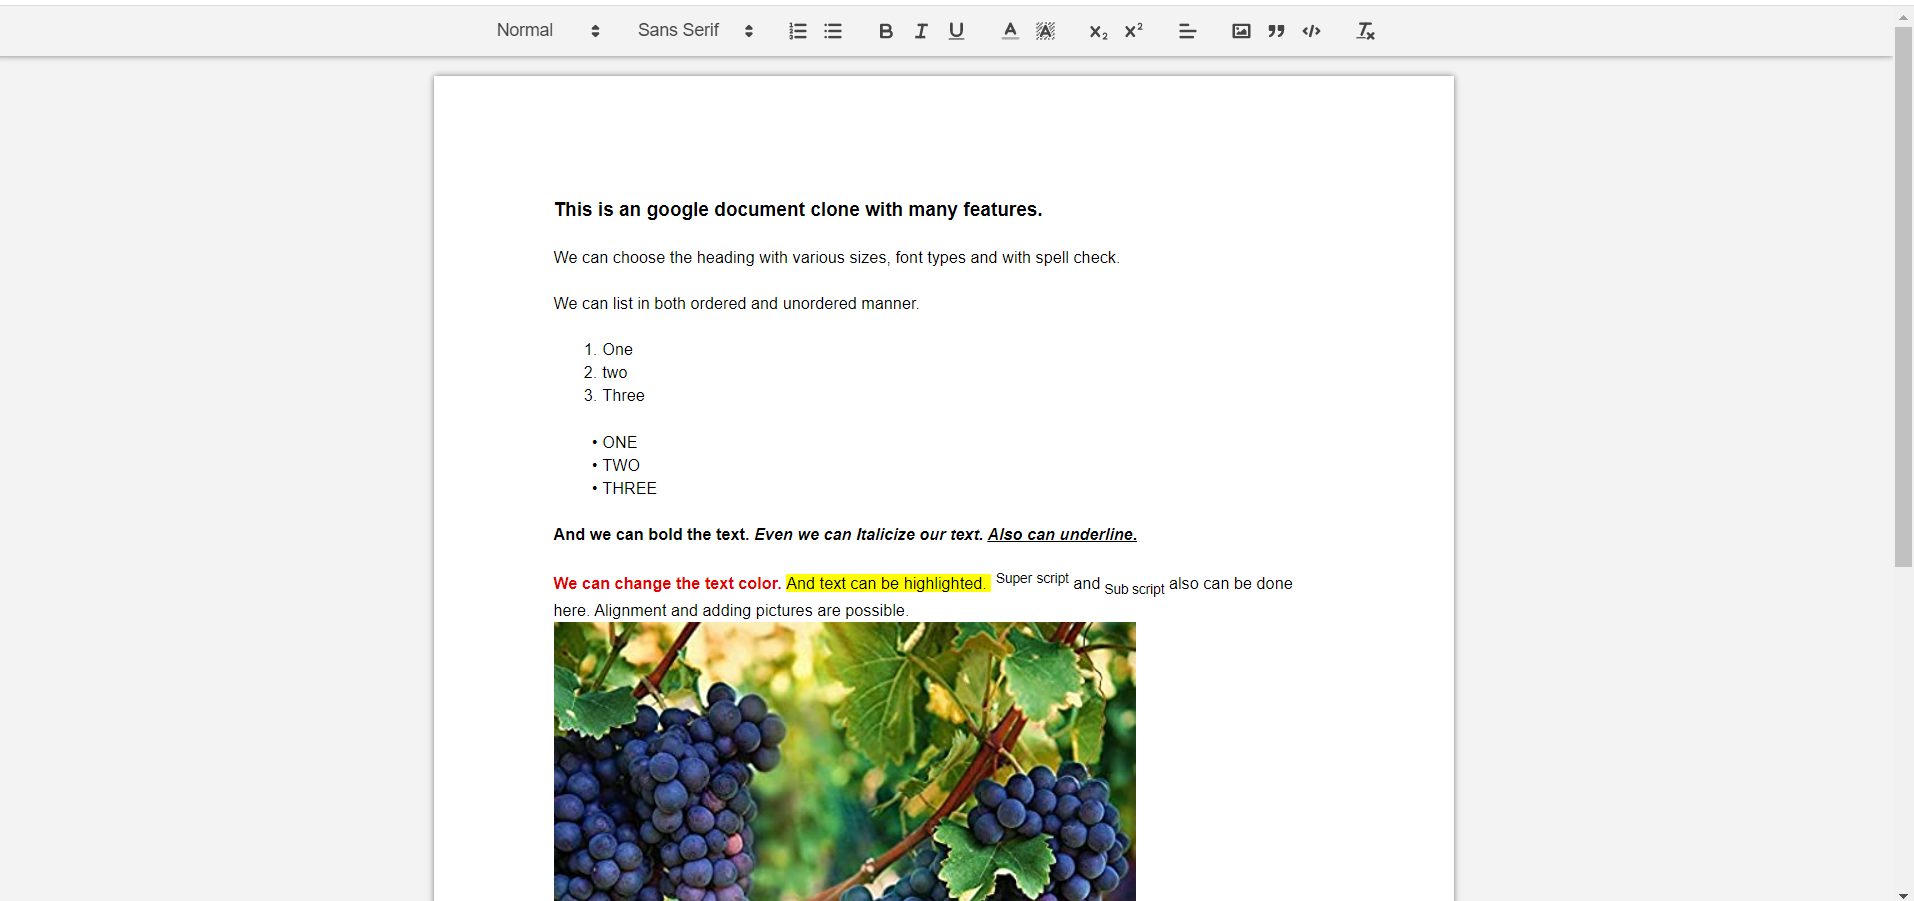 Normal Sans Serif
This is an google document clone with many features.
We can choose the heading with various sizes, font types and with spell check.
We can list in both ordered and unordered manner.
1. One
2. two
3. Three
• ONE
• TWO
• THREE
And we can bold the text. Even we can Italicize our text. Also can underline.
We can change the text color. And text can be highlighted. Super script and Sub script also can be done
here. Alignment and adding pictures are possible.